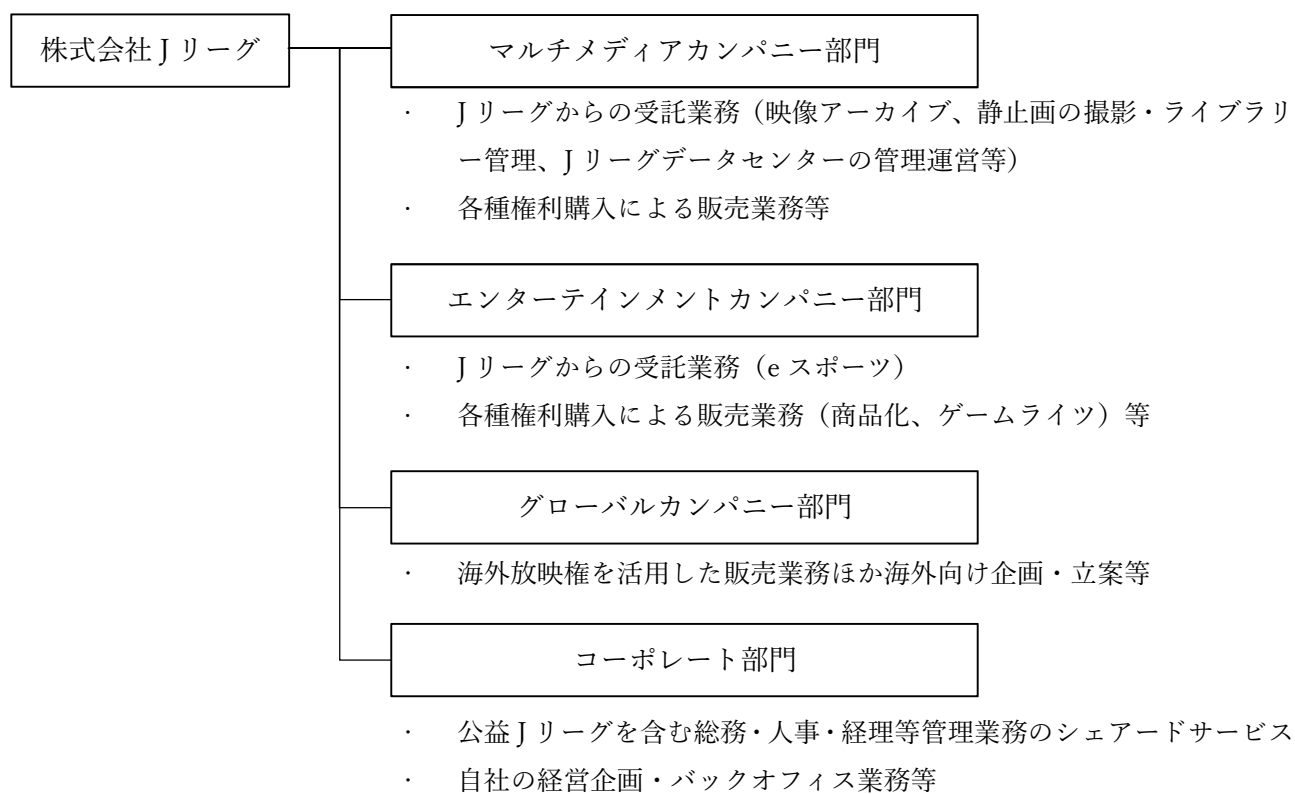 株式会社 J リーグ
マルチメディアカンパニー部門
· J リーグからの受託業務（映像アーカイブ、静止画の撮影・ライブラリ
ー管理、J リーグデータセンターの管理運営等）
· 各種権利購入による販売業務等
エンターテインメントカンパニー部門
· J リーグからの受託業務（e スポーツ）
· 各種権利購入による販売業務（商品化、ゲームライツ）等
グローバルカンパニー部門
· 海外放映権を活用した販売業務ほか海外向け企画・立案等
コーポレート部門
· 公益 J リーグを含む総務・人事・経理等管理業務のシェアードサービス
· 自社の経営企画・バックオフィス業務等